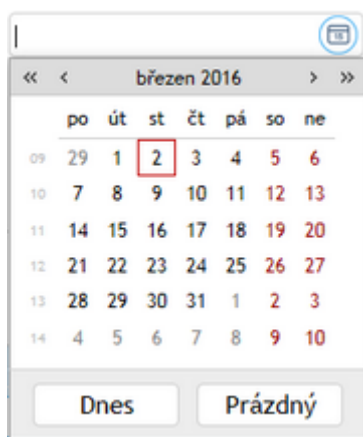 « < březen 2016 > »
po út st čt pá so ne
09 29 1 2 3 4 5 6
10 7 8 9 10 11 12 13
11 14 15 16 17 18 19 20
12 21 22 23 24 25 26 27
13 28 29 30 31 1 2 3
14 4 5 6 7 8 9 10
Dnes Prázdný